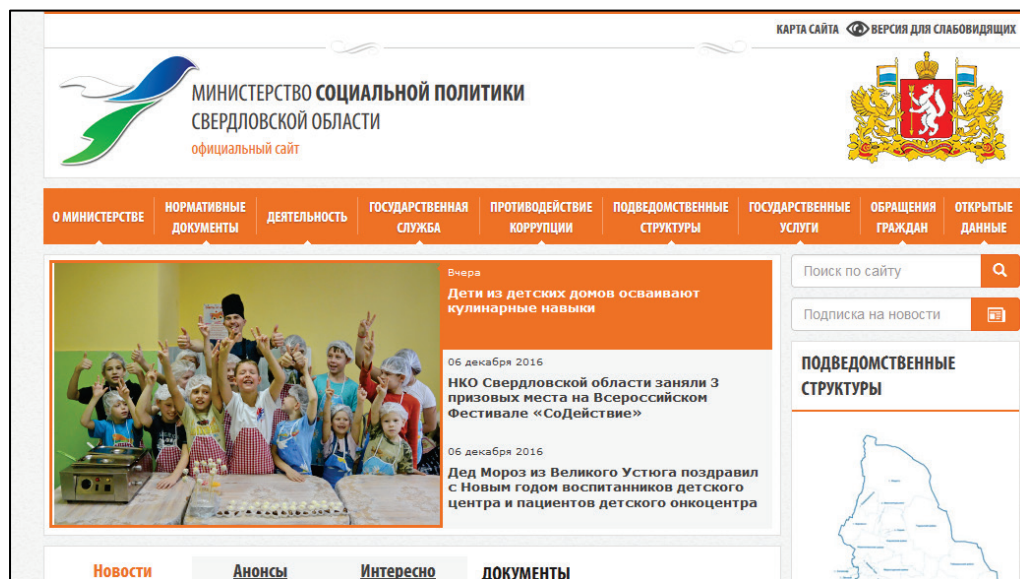 КАРТА САЙТА ВЕРСИЯ ДЛЯ СЛАБОВИДЯЩИХ
МИНИСТЕРСТВО СОЦИАЛЬНОЙ ПОЛИТИКИ
СВЕРДЛОВСКОЙ ОБЛАСТИ
официальный сайт
О МИНИСТЕРСТВЕ
НОРМАТИВНЫЕ
ДОКУМЕНТЫ
ДЕЯТЕЛЬНОСТЬ
ГОСУДАРСТВЕННАЯ
СЛУЖБА
ПРОТИВОДЕЙСТВИЕ
КОРРУПЦИИ
ПОДВЕДОМСТВЕННЫЕ
СТРУКТУРЫ
ГОСУДАРСТВЕННЫЕ
УСЛУГИ
ОБРАЩЕНИЯ
ГРАЖДАН
ОТКРЫТЫЕ
ДАННЫЕ
Вчера
Дети из детских домов осваивают
кулинарные навыки
06 декабря 2016
НКО Свердловской области заняли 3
призовых места на Всероссийском
Фестивале «СоДействие»
06 декабря 2016
Дед Мороз из Великого Устюга поздравил
с Новым годом воспитанников детского
центра и пациентов детского онкоцентра
Поиск по сайту
Подписка на новости
ПОДВЕДОМСТВЕННЫЕ
СТРУКТУРЫ
Новости
Анонсы
Интересно
ДОКУМЕНТЫ